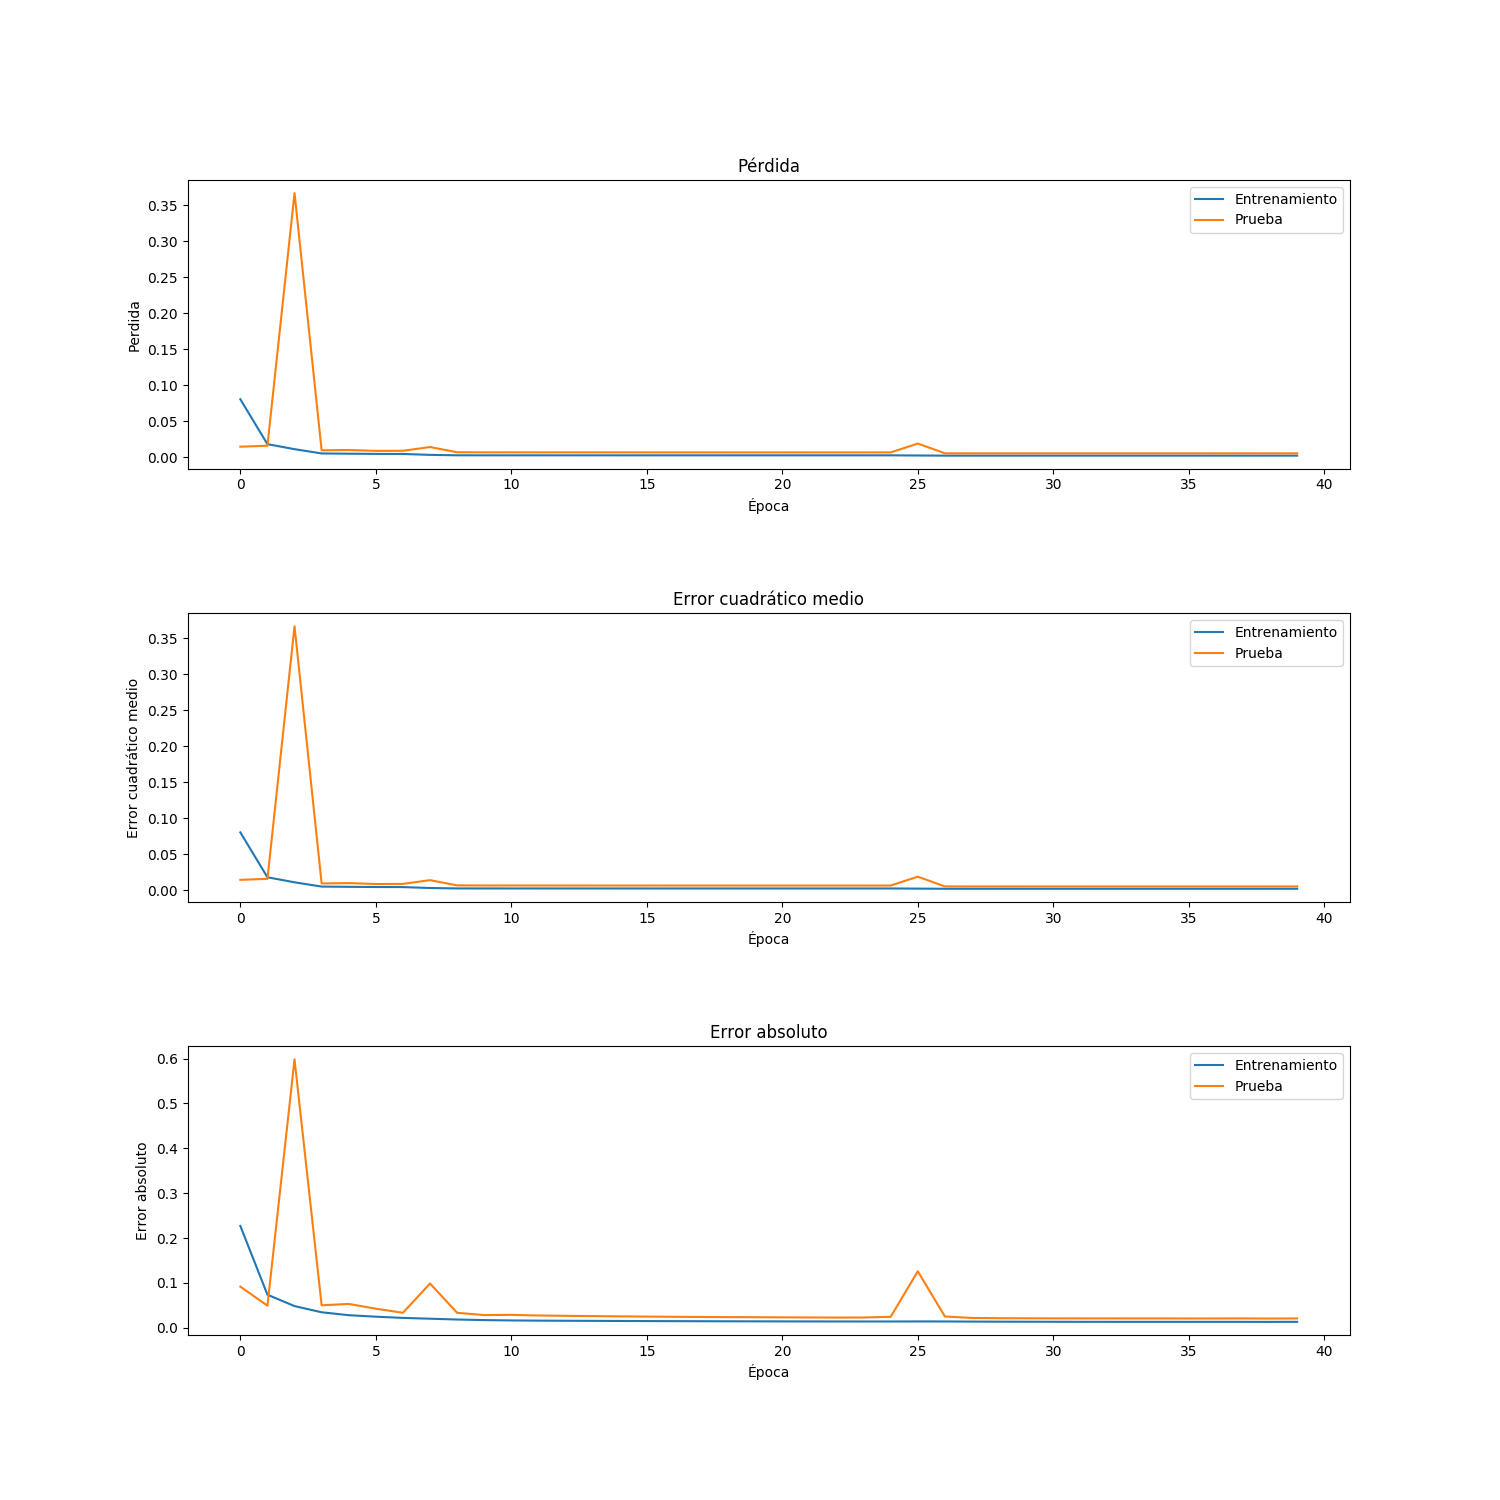 Pérdida
Perdida
0.35
0.30
0.25
0.20
0.15
0.10
0.05
0.00
Entrenamiento
Prueba
0 5 10 15 20 25 30 35 40
Época
Error cuadrático medio
Error cuadrático medio
0.35
0.30
0.25
0.20
0.15
0.10
0.05
0.00
Entrenamiento
Prueba
0 5 10 15 20 25 30 35 40
Época
Error absoluto
Error absoluto
0.6
0.5
0.4
0.3
0.2
0.1
0.0
Entrenamiento
Prueba
0 5 10 15 20 25 30 35 40
Época